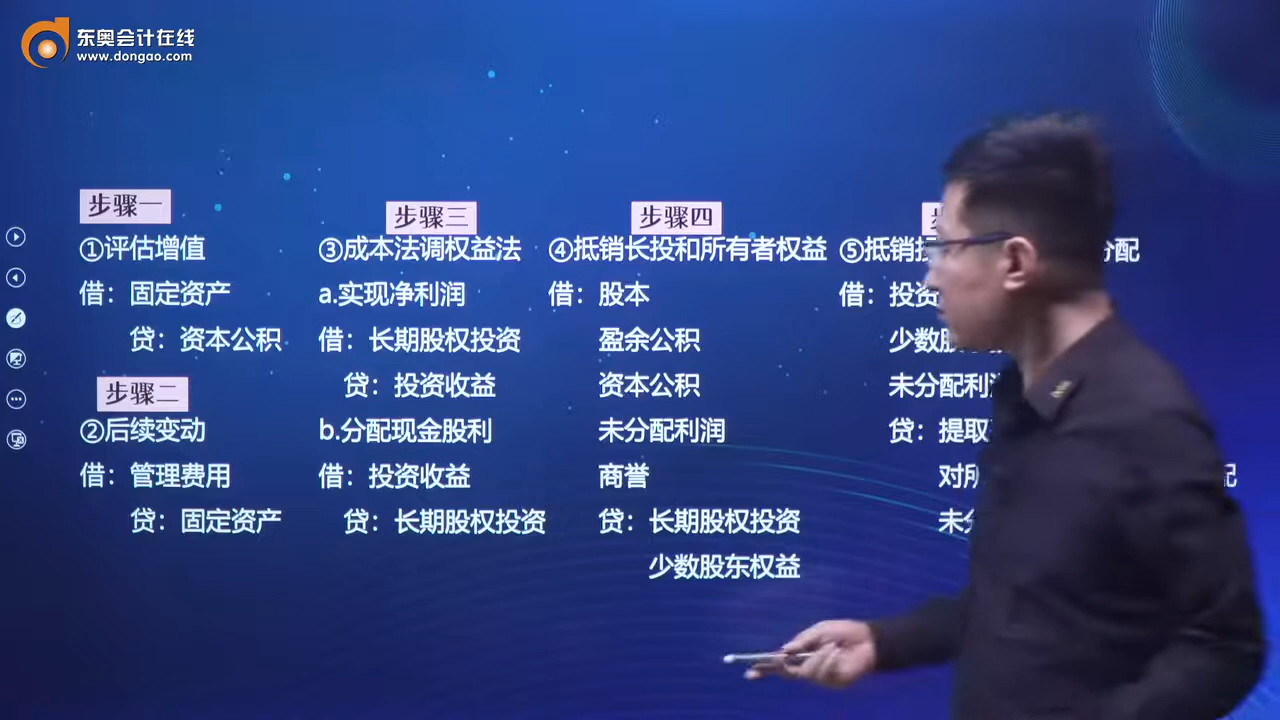 东奥会计在线
www.dongao.com
步骤一
①评估增值
借：固定资产
贷：资本公积
步骤二
②后续变动
借：管理费用
贷：固定资产
步骤三
③成本法调权益法
a.实现净利润
借：长期股权投资
贷：投资收益
b.分配现金股利
借：投资收益
贷：长期股权投资
步骤四
④抵销长投和所有者权益
借：股本
盈余公积
资本公积
未分配利润
商誉
贷：长期股权投资
少数股东权益
步
⑤抵销投 分配
借：投资
少数股
未分配利
贷：提取
对所 配
未分